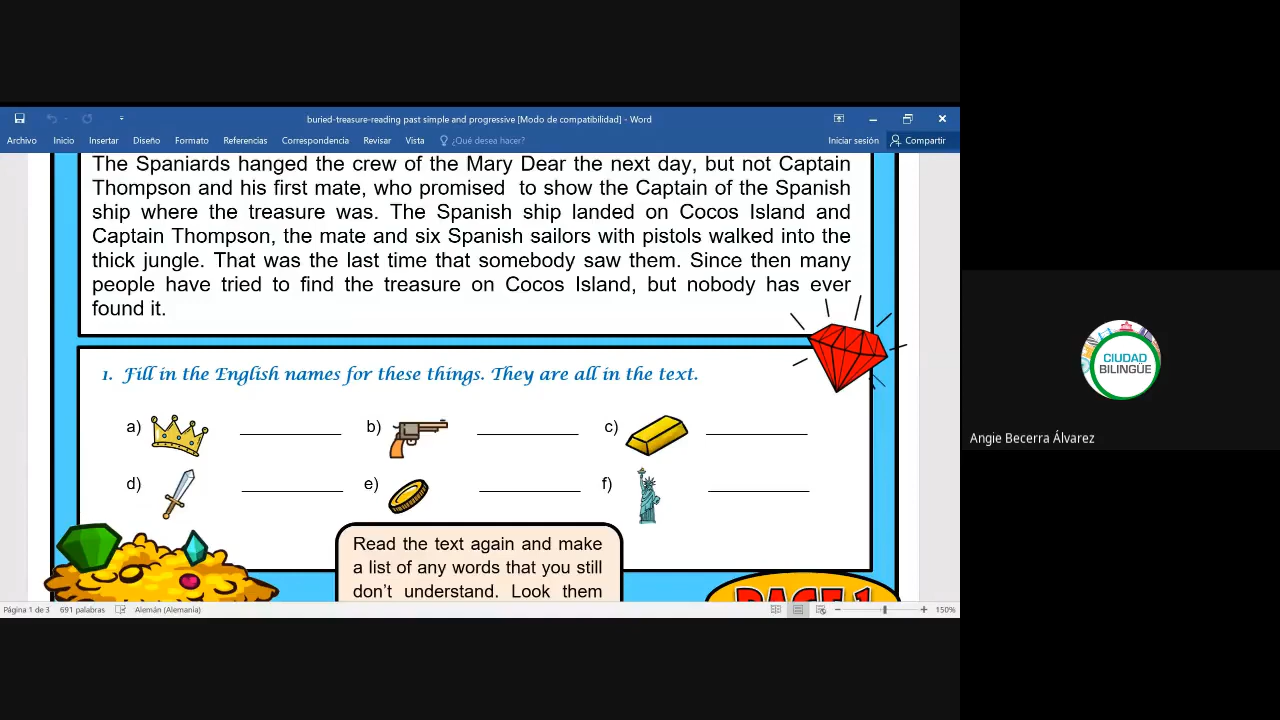 buried-treasure-reading past simple and progressive [Modo de compatibilidad] - Word
Archivo Inicio Insertar Diseño Formato Referencias Correspondencia Revisar Vista ¿Qué desea hacer? Iniciar sesión Compartir
The Spaniards hanged the crew of the Mary Dear the next day, but not Captain
Thompson and his first mate, who promised to show the Captain of the Spanish
ship where the treasure was. The Spanish ship landed on Cocos Island and
Captain Thompson, the mate and six Spanish sailors with pistols walked into the
thick jungle. That was the last time that somebody saw them. Since then many
people have tried to find the treasure on Cocos Island, but nobody has ever
found it.
1. Fill in the English names for these things. They are all in the text.
a) __________ b) __________ c) __________
d) __________ e) __________ f) __________
Read the text again and make
a list of any words that you still
don't understand. Look them
PAGE 1
Página 1 de 3 691 palabras Alemán (Alemania) 150%
CIUDAD
BILINGÜE
Angie Becerra Álvarez